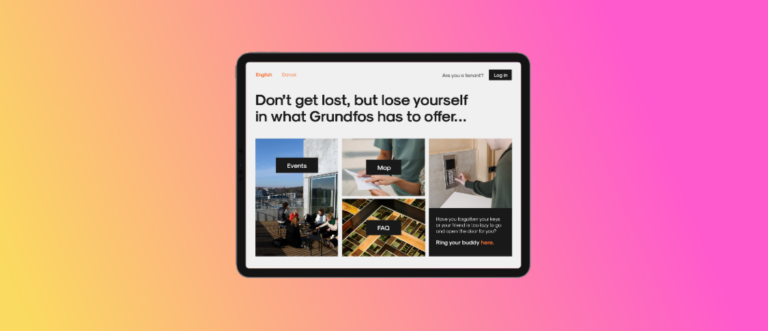 English Dansk
Are you a tenant? Log in
Don't get lost, but lose yourself
in what Grundfos has to offer...
Events
Map
FAQ
Have you forgotten your keys
or your friend is too lazy to go
and open the door for you?
Ring your buddy here.